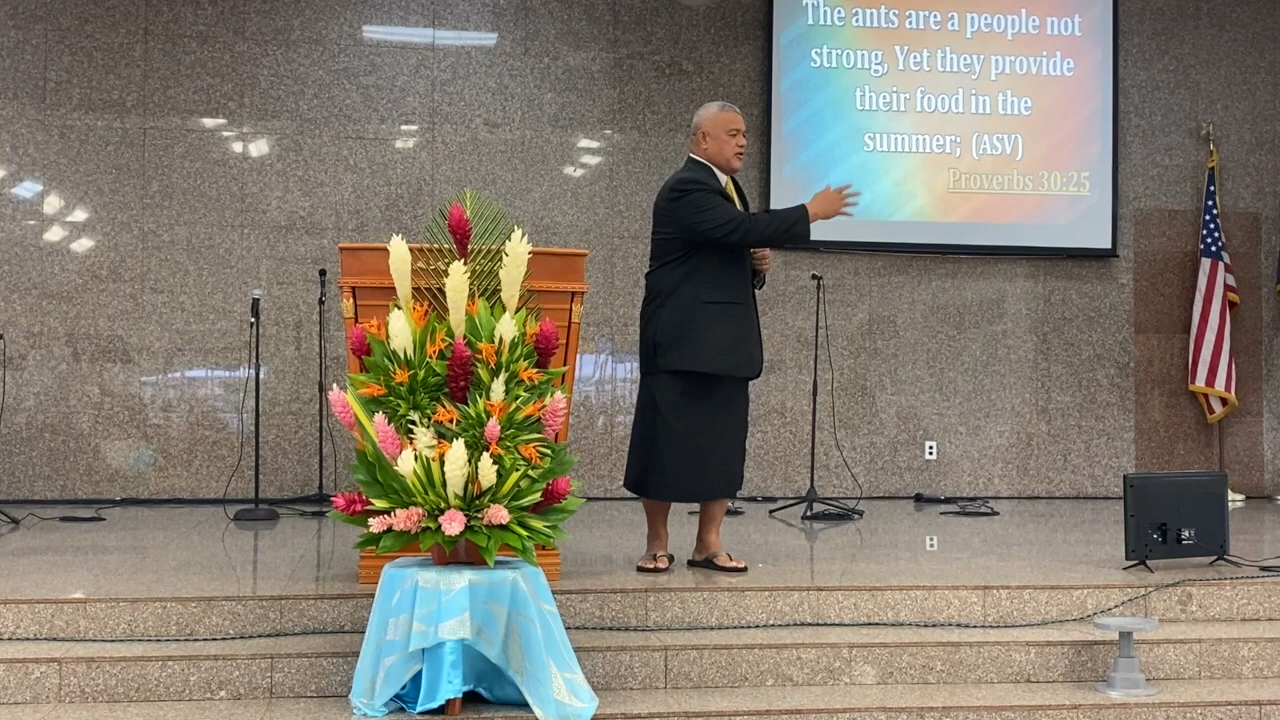 The ants are a people not
strong, Yet they provide
their food in the
summer; (ASV)
Proverbs 30:25